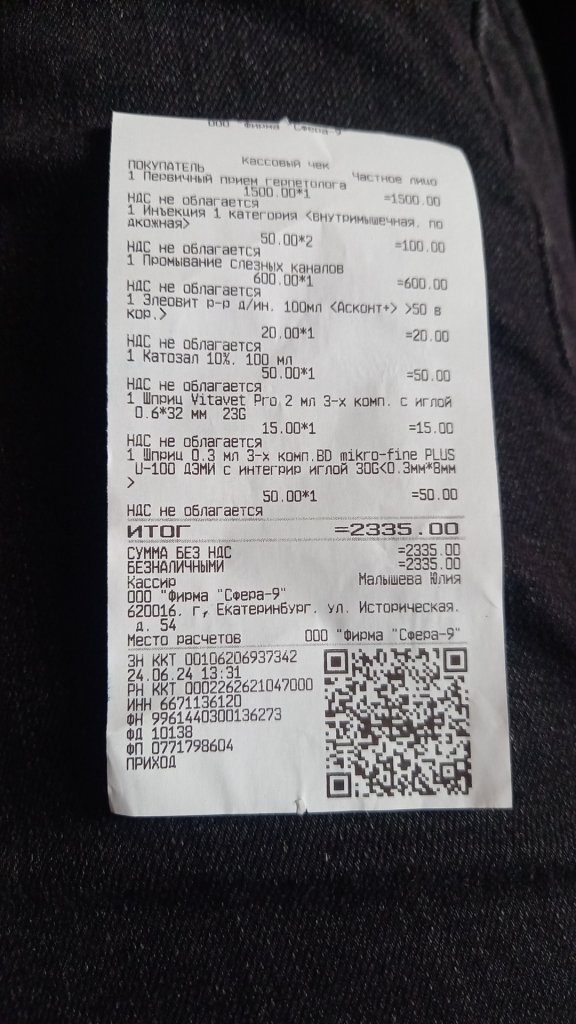 ООО "Фирма "Сфера-9"
Кассовый чек
ПОКУПАТЕЛЬ Частное лицо
1 Первичный прием герпетолога
1500.00*1 =1500.00
НДС не облагается
1 Инъекция 1 категория <внутримышечная, по
дкожная>
50.00*2 =100.00
НДС не облагается
1 Промывание слезных каналов
600.00*1 =600.00
НДС не облагается
1 Элеовит р-р д/ин. 100мл <Асконт+> >50 в
кор.>
20.00*1 =20.00
НДС не облагается
1 Катозал 10%. 100 мл
50.00*1 =50.00
НДС не облагается
1 Шприц Vitavet Pro 2 мл 3-х комп. с иглой
0.6*32 мм 23G
15.00*1 =15.00
НДС не облагается
1 Шприц 0.3 мл 3-х комп.BD mikro-fine PLUS
U-100 ДЭМИ с интегрир иглой 30G<0.3мм*8мм
>
50.00*1 =50.00
НДС не облагается
ИТОГ =2335.00
СУММА БЕЗ НДС =2335.00
БЕЗНАЛИЧНЫМИ =2335.00
Кассир Малышева Юлия
ООО "Фирма "Сфера-9"
620016, г, Екатеринбург, ул. Историческая,
д. 54
Место расчетов ООО "Фирма "Сфера-9"
ЗН ККТ 00106206937342
24.06.24 13:31
РН ККТ 0002262621047000
ИНН 6671136120
ФН 9961440300136273
ФД 10138
ФП 0771798604
ПРИХОД